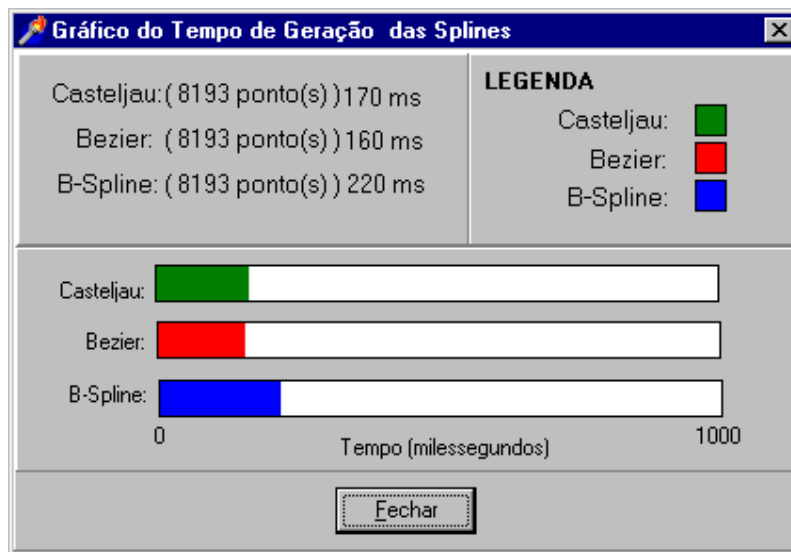 Gráfico do Tempo de Geração das Splines
Casteljau: ( 8193 ponto(s) ) 170 ms
Bezier: ( 8193 ponto(s) ) 160 ms
B-Spline: ( 8193 ponto(s) ) 220 ms
LEGENDA
Casteljau:
Bezier:
B-Spline:
Casteljau:
Bezier:
B-Spline:
0 1000
Tempo (milessegundos)
Fechar